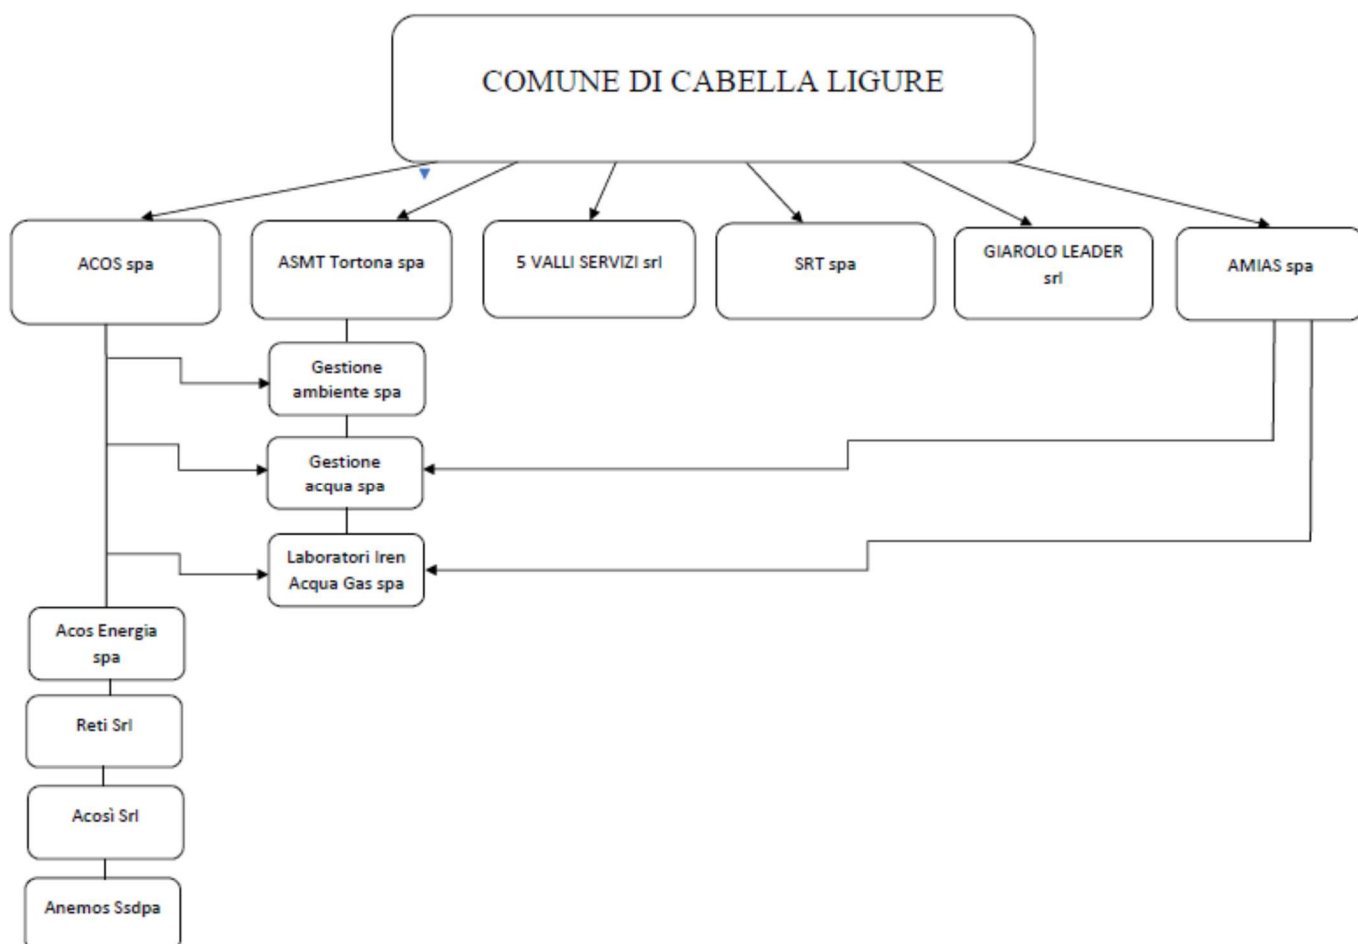 COMUNE DI CABELLA LIGURE
ACOS spa
ASMT Tortona spa
5 VALLI SERVIZI srl
SRT spa
GIAROLO LEADER
srl
AMIAS spa
Gestione
ambiente spa
Gestione
acqua spa
Laboratori Iren
Acqua Gas spa
Acos Energia
spa
Reti Srl
Acosì Srl
Anemos Ssdpa